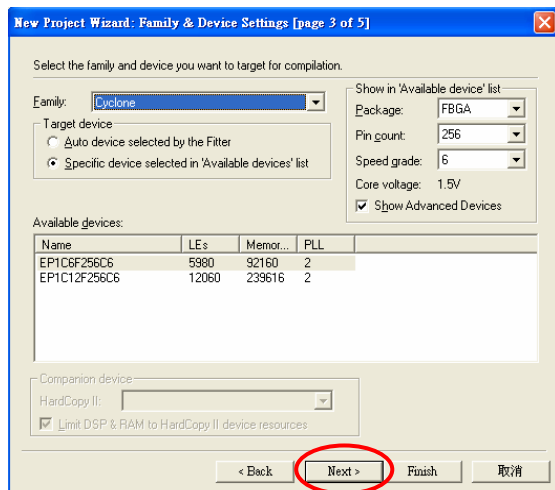 New Project Wizard: Family & Device Settings [page 3 of 5]
Select the family and device you want to target for compilation.
Family: Cyclone
Target device
Auto device selected by the Fitter
Specific device selected in 'Available devices' list
Show in 'Available device' list
Package: FBGA
Pin count: 256
Speed grade: 6
Core voltage: 1.5V
Show Advanced Devices
Available devices:
Name LEs Memor... PLL
EP1C6F256C6 5980 92160 2
EP1C12F256C6 12060 239616 2
Companion device
HardCopy II:
Limit DSP & RAM to HardCopy II device resources
< Back Next > Finish 取消